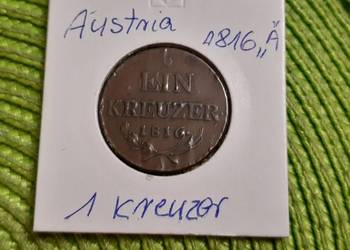 Austria 1816 „A"
EIN
KREUZER
1816
1 kreuzer